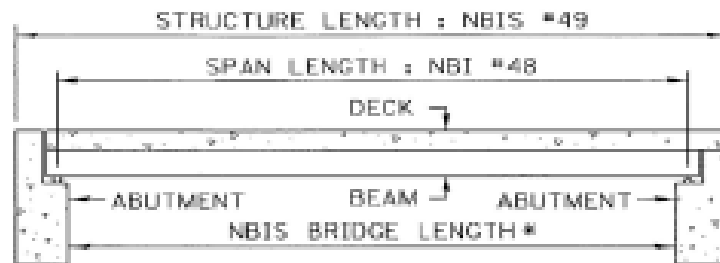 STRUCTURE LENGTH : NBIS #49
SPAN LENGTH : NBI #48
DECK
ABUTMENT BEAM ABUTMENT
NBIS BRIDGE LENGTH*